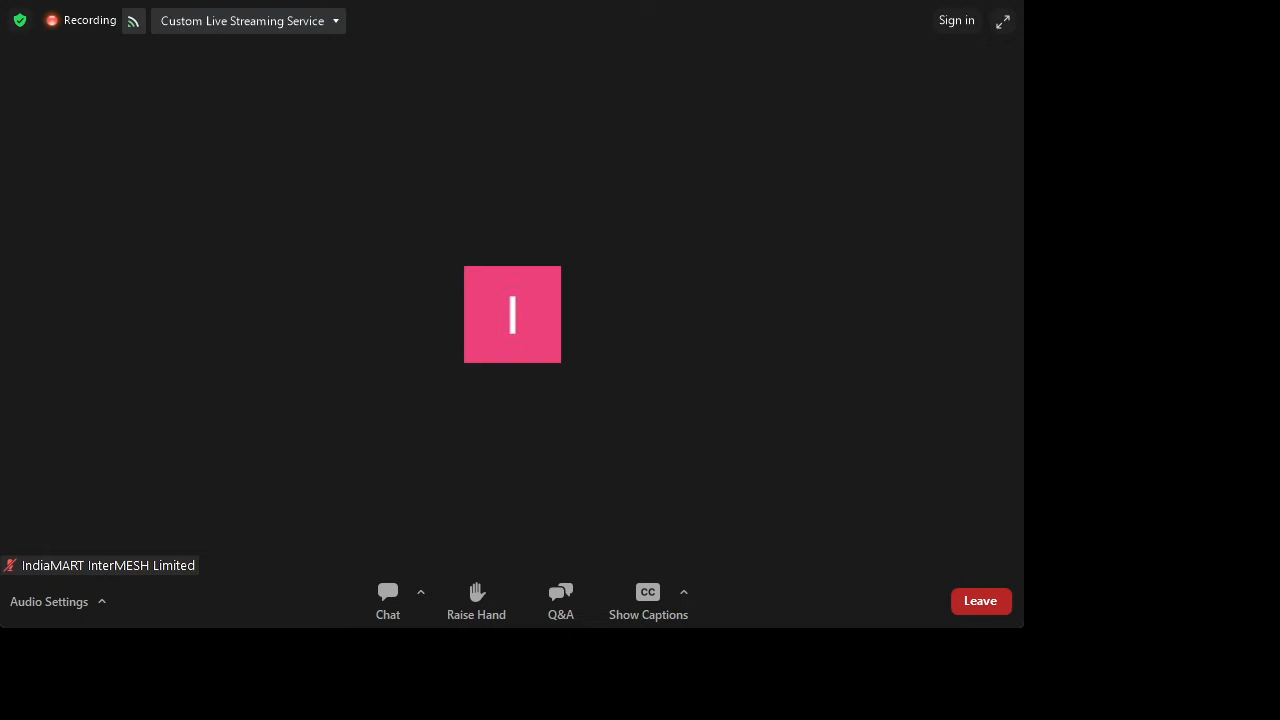 Recording
Custom Live Streaming Service
Sign in
I
IndiaMART InterMESH Limited
Audio Settings
Chat
Raise Hand
Q&A
CC
Show Captions
Leave